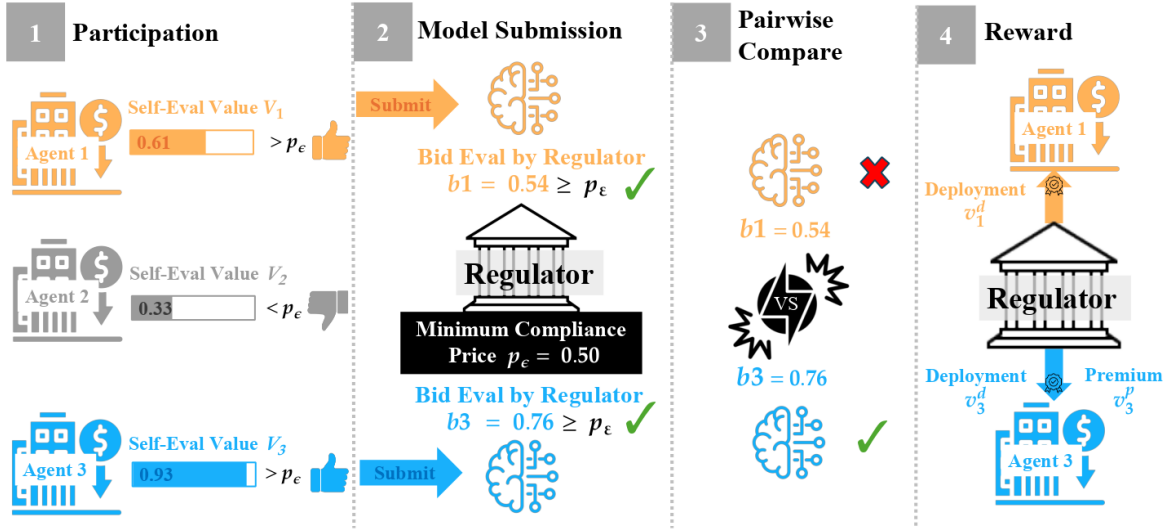 1 Participation
Self-Eval Value V₁
Agent 1
0.61
> pϵ
Self-Eval Value V₂
Agent 2
0.33
< pϵ
Self-Eval Value V₃
Agent 3
0.93
> pϵ
2 Model Submission
Submit
Bid Eval by Regulator
b1 = 0.54 ≥ pε
Regulator
Minimum Compliance
Price pϵ = 0.50
Bid Eval by Regulator
b3 = 0.76 ≥ pε
Submit
3 Pairwise
Compare
b1 = 0.54
VS
b3 = 0.76
4 Reward
Agent 1
Deployment
v₁ᵈ
Regulator
Deployment
v₃ᵈ
Premium
v₃ᵖ
Agent 3